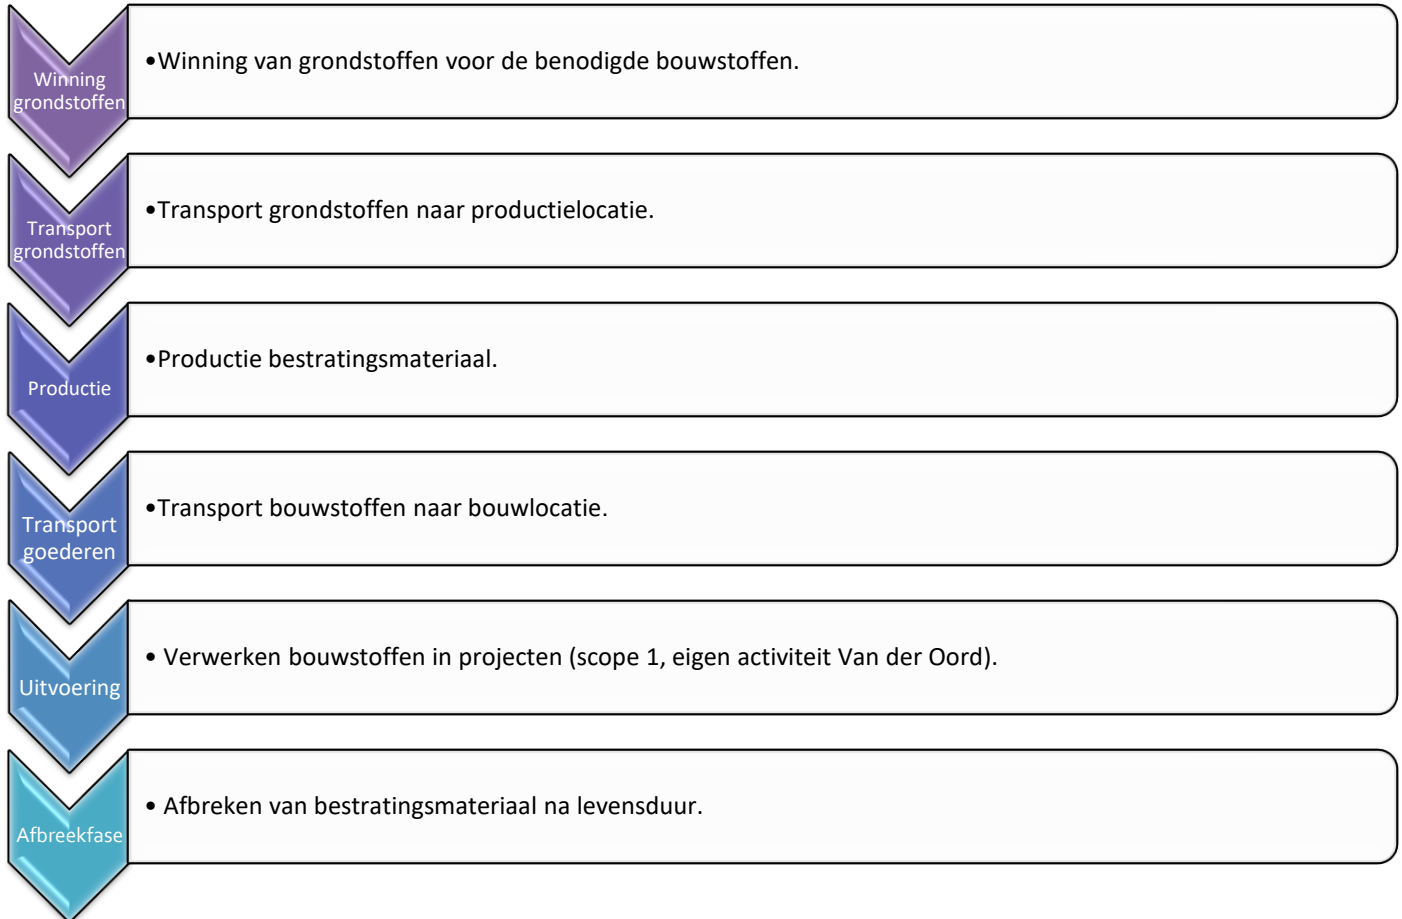 Winning
grondstoffen
•Winning van grondstoffen voor de benodigde bouwstoffen.
Transport
grondstoffen
•Transport grondstoffen naar productielocatie.
Productie
•Productie bestratingsmateriaal.
Transport
goederen
•Transport bouwstoffen naar bouwlocatie.
Uitvoering
• Verwerken bouwstoffen in projecten (scope 1, eigen activiteit Van der Oord).
Afbreekfase
• Afbreken van bestratingsmateriaal na levensduur.